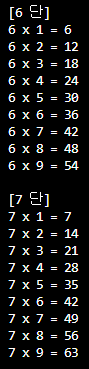 [6 단]
6 x 1 = 6
6 x 2 = 12
6 x 3 = 18
6 x 4 = 24
6 x 5 = 30
6 x 6 = 36
6 x 7 = 42
6 x 8 = 48
6 x 9 = 54
[7 단]
7 x 1 = 7
7 x 2 = 14
7 x 3 = 21
7 x 4 = 28
7 x 5 = 35
7 x 6 = 42
7 x 7 = 49
7 x 8 = 56
7 x 9 = 63